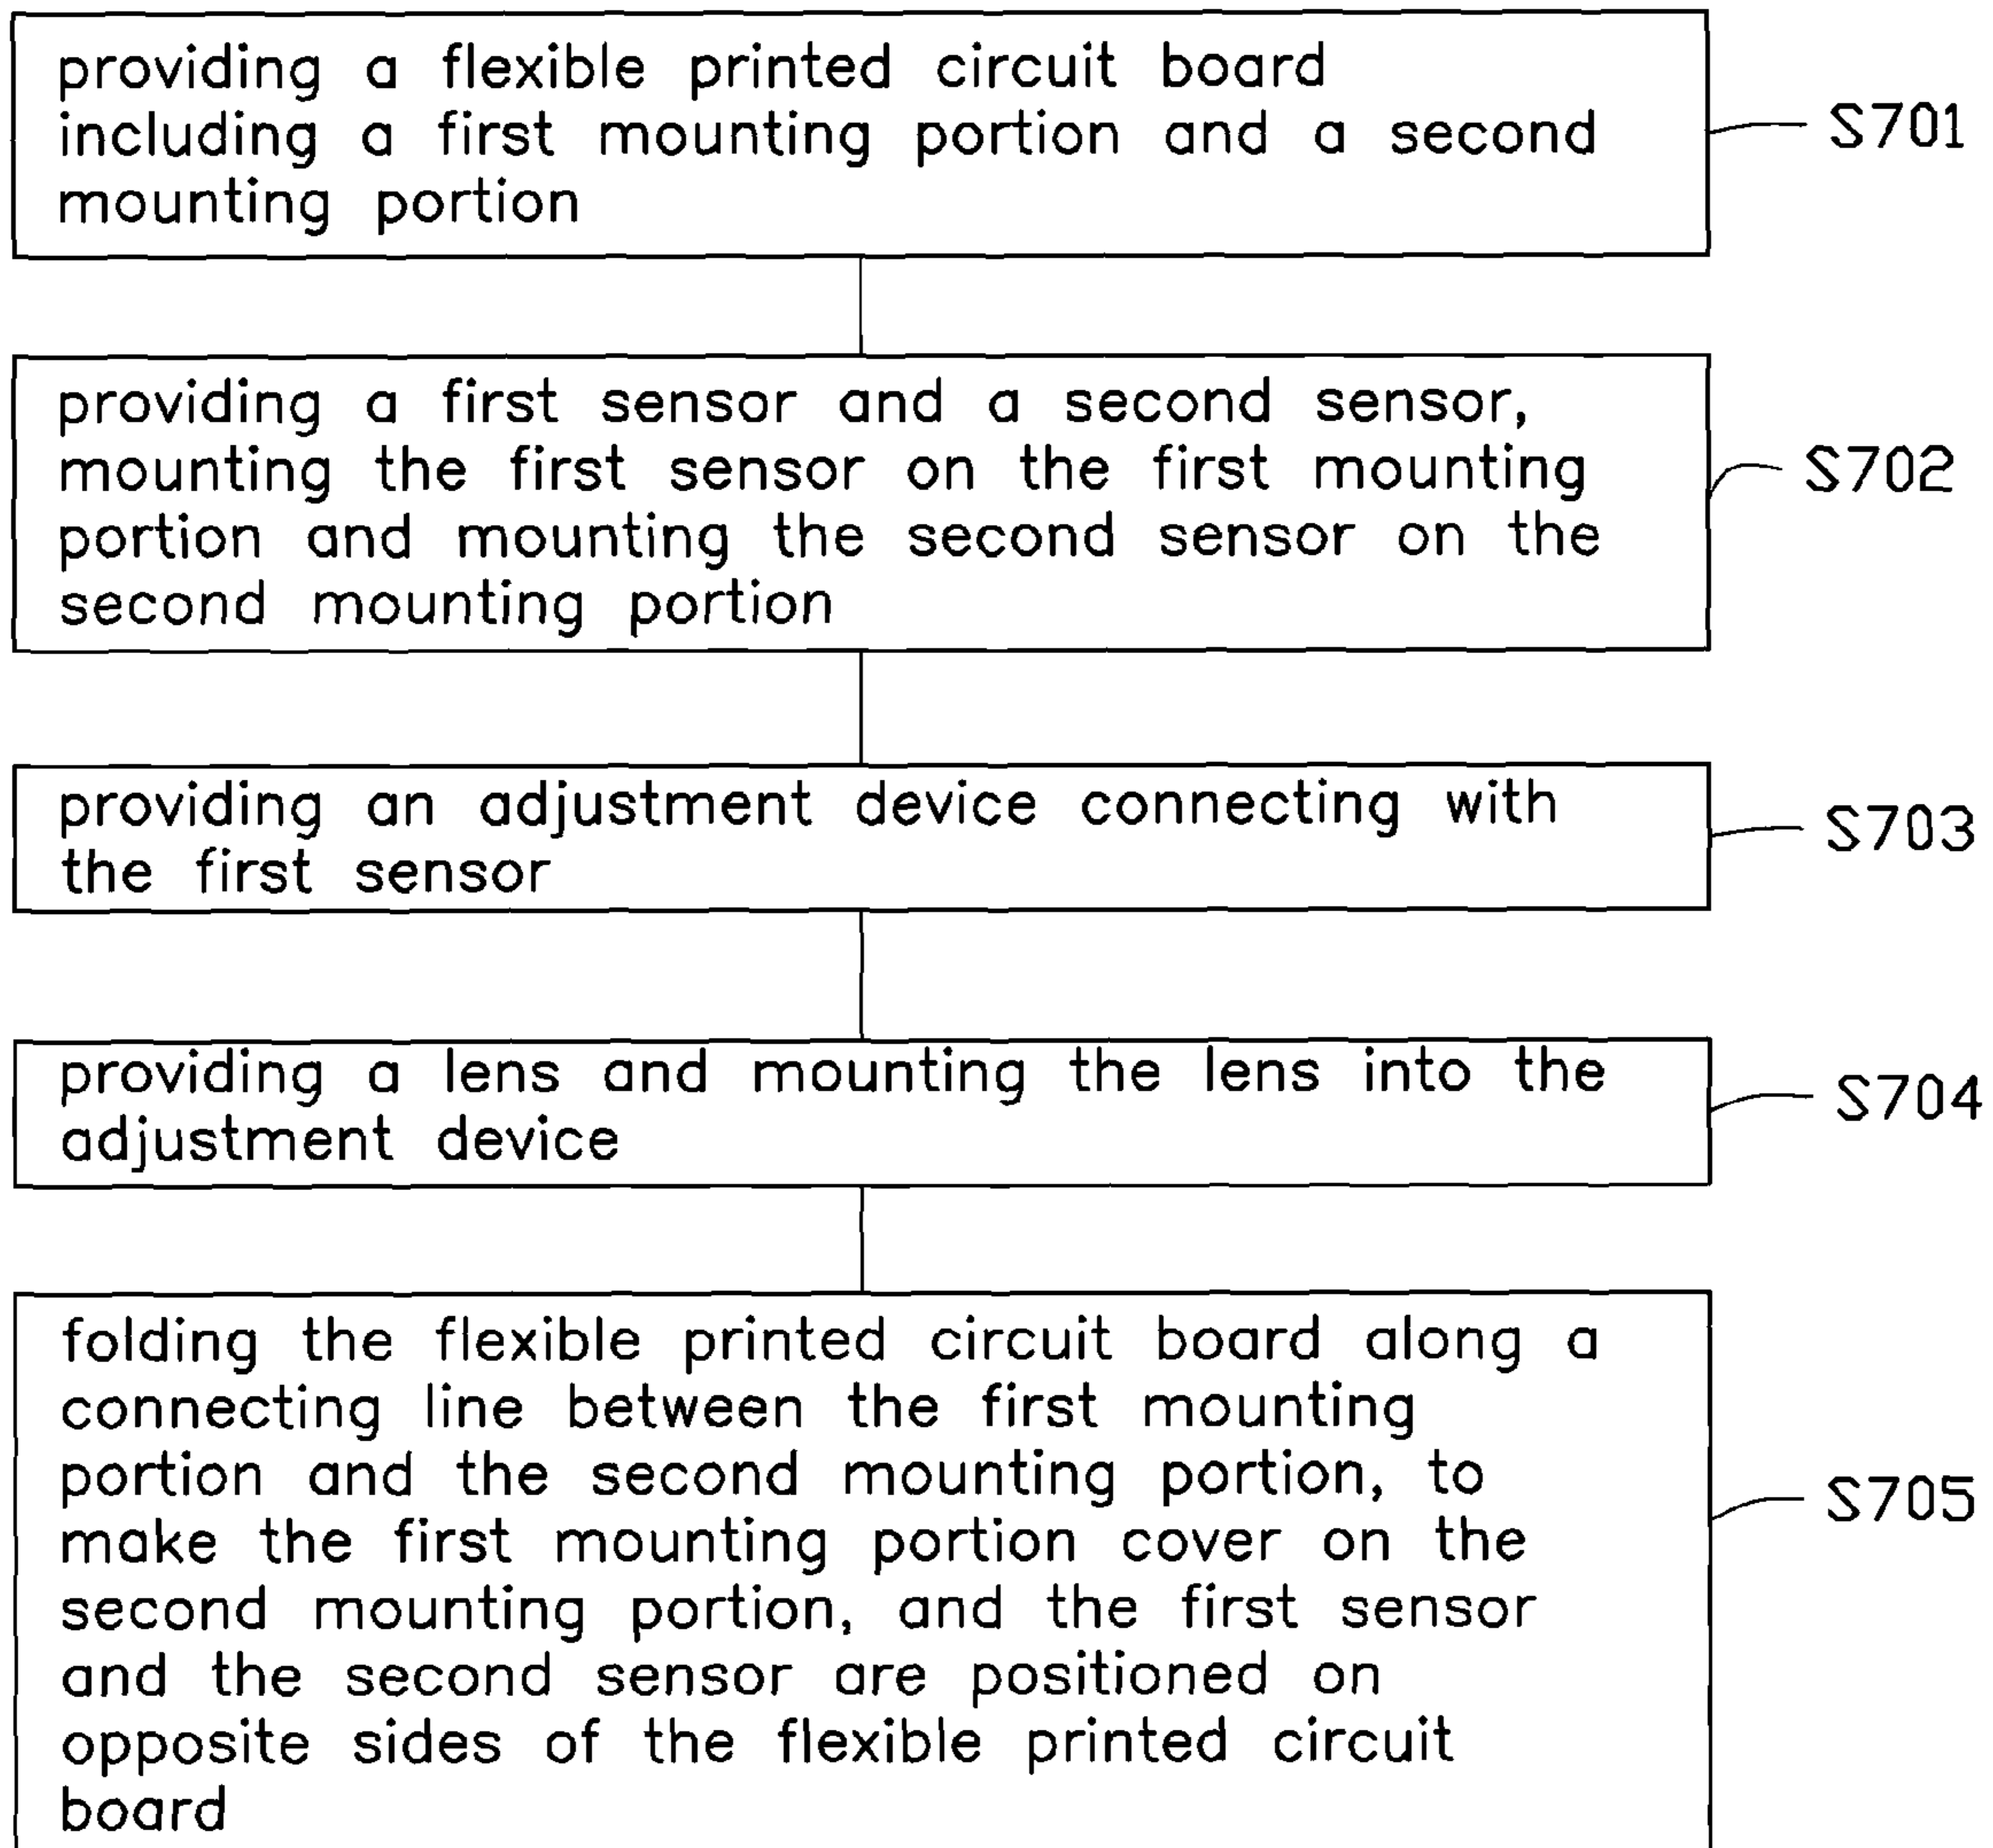 providing a flexible printed circuit board
including a first mounting portion and a second
mounting portion
S701
providing a first sensor and a second sensor,
mounting the first sensor on the first mounting
portion and mounting the second sensor on the
second mounting portion
S702
providing an adjustment device connecting with
the first sensor
S703
providing a lens and mounting the lens into the
adjustment device
S704
folding the flexible printed circuit board along a
connecting line between the first mounting
portion and the second mounting portion, to
make the first mounting portion cover on the
second mounting portion, and the first sensor
and the second sensor are positioned on
opposite sides of the flexible printed circuit
board
S705